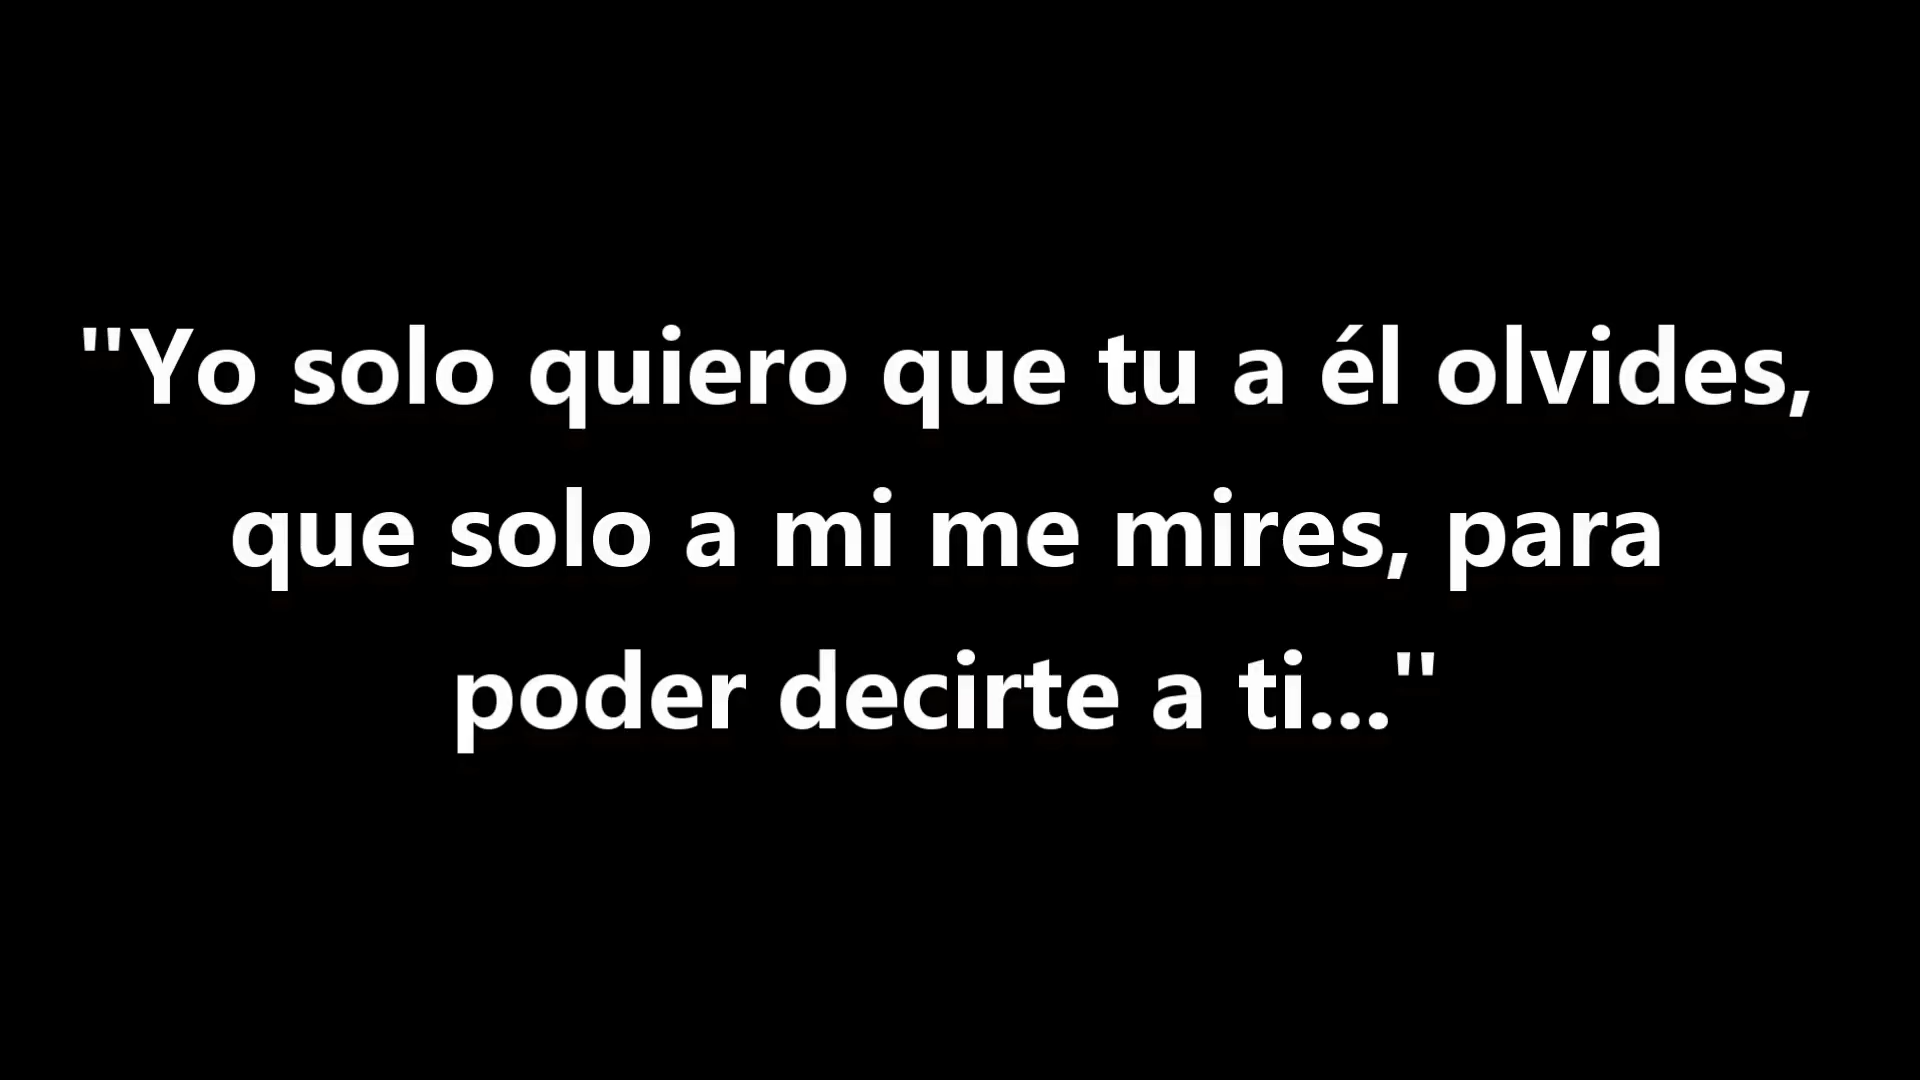 "Yo solo quiero que tu a él olvides,
que solo a mi me mires, para
poder decirte a ti..."